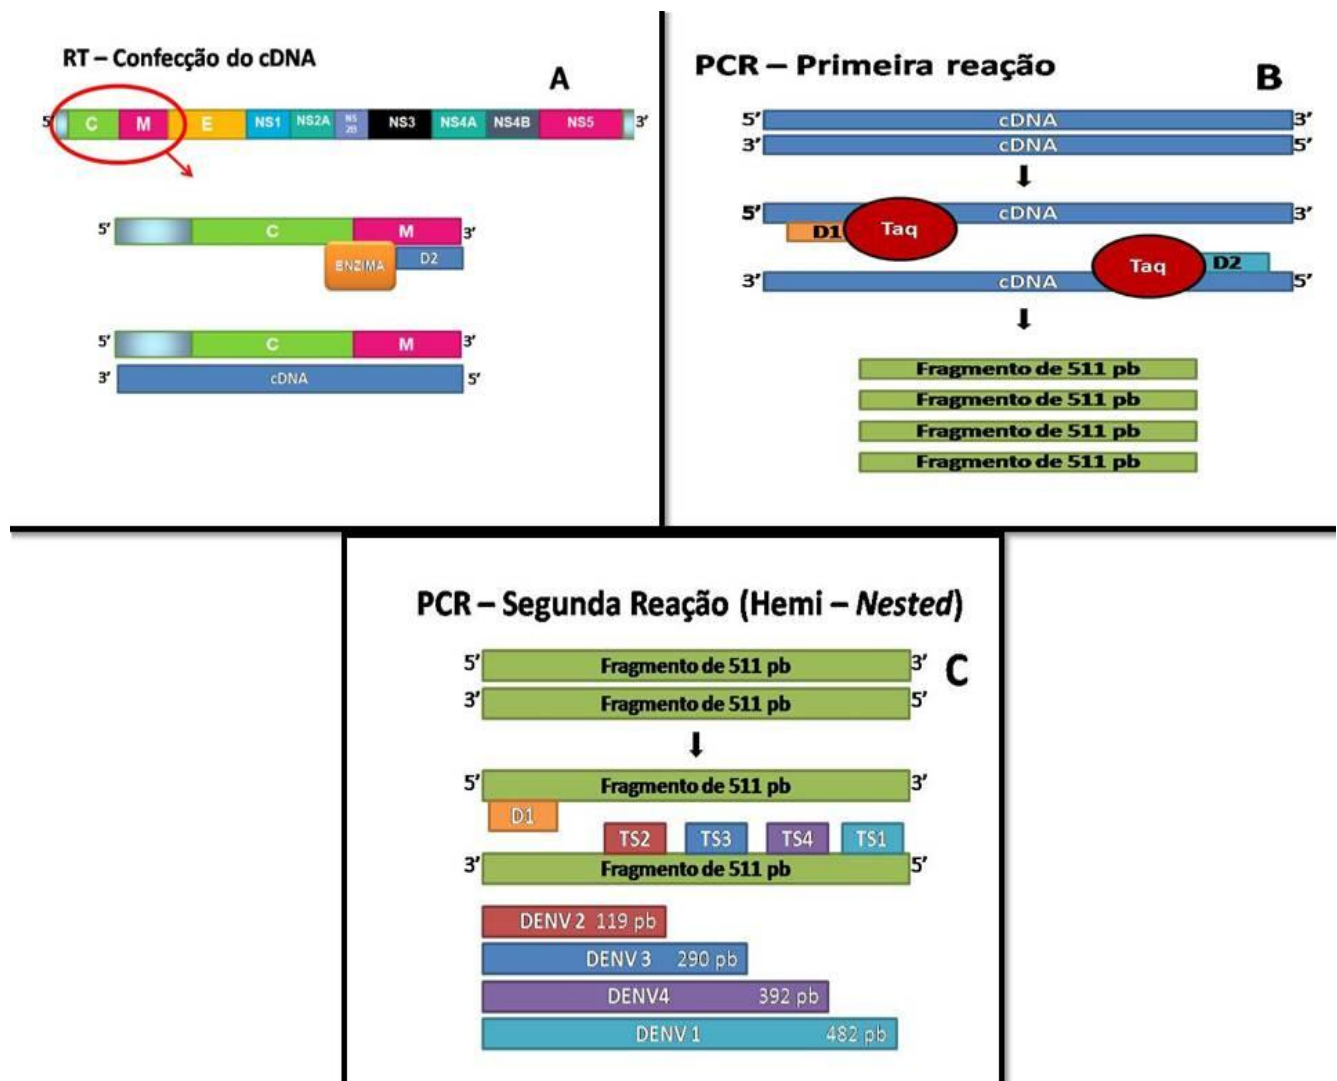 RT – Confecção do cDNA
A
5' C M E NS1 NS2A NS 2B NS3 NS4A NS4B NS5 3'
5' C M 3'
ENZIMA D2
5' C M 3'
3' cDNA 5'
PCR – Primeira reação
B
5' cDNA 3'
3' cDNA 5'
5' cDNA 3'
D1 Taq
Taq D2
3' cDNA 5'
Fragmento de 511 pb
Fragmento de 511 pb
Fragmento de 511 pb
Fragmento de 511 pb
PCR – Segunda Reação (Hemi – Nested)
C
5' Fragmento de 511 pb 3'
3' Fragmento de 511 pb 5'
5' Fragmento de 511 pb 3'
D1
TS2 TS3 TS4 TS1
3' Fragmento de 511 pb 5'
DENV 2 119 pb
DENV 3 290 pb
DENV4 392 pb
DENV 1 482 pb